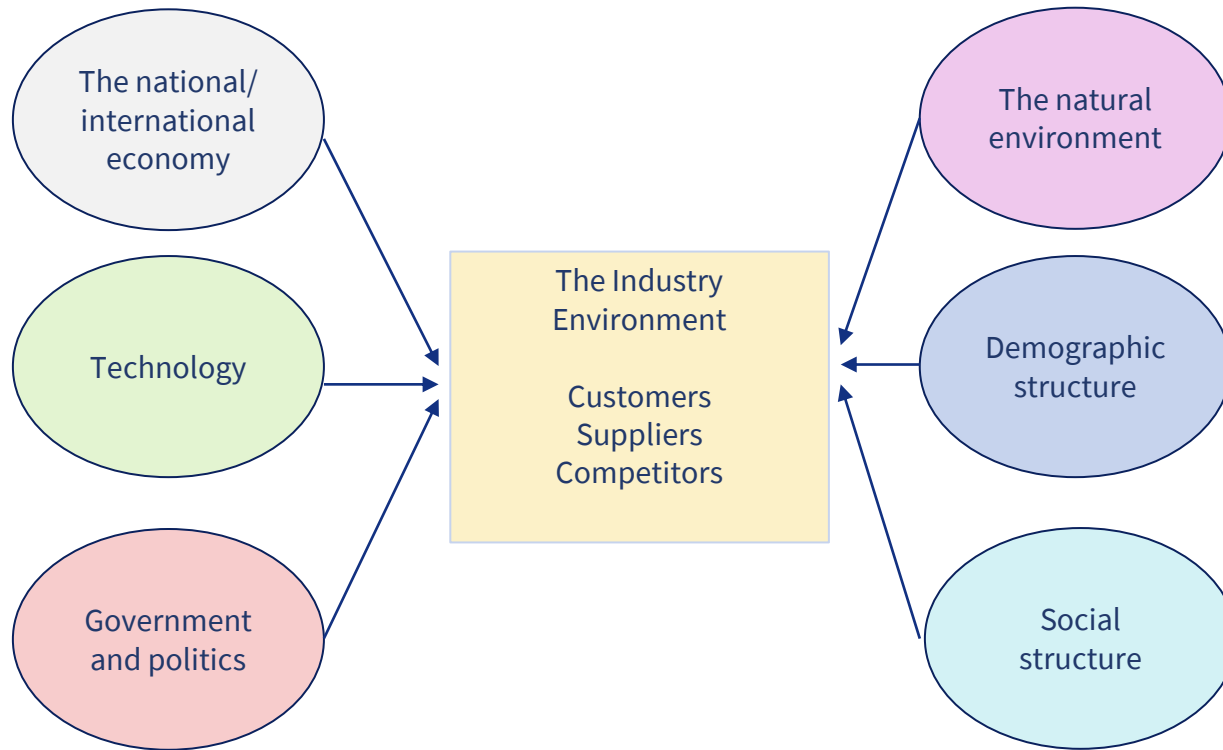 The national/
international
economy
Technology
Government
and politics
The Industry
Environment
Customers
Suppliers
Competitors
The natural
environment
Demographic
structure
Social
structure